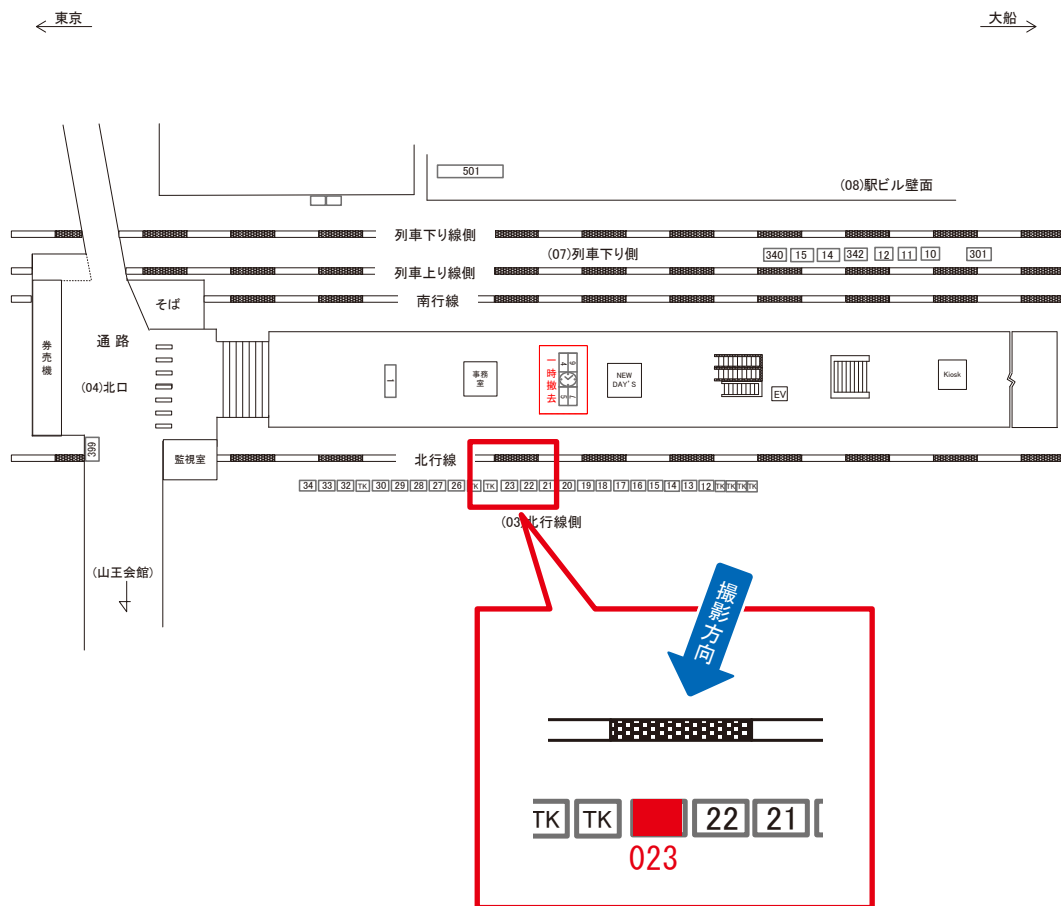 東京
大船
501
(08)駅ビル壁面
列車下り線側
(07)列車下り側
340 15 14 342 12 11 10 301
列車上り線側
南行線
そば
券売機
通 路
(04)北口
1
事務室
一時撤去
4 9
5 7
NEW DAY'S
EV
Kiosk
399
監視室
北行線
34 33 32 TK 30 29 28 27 26 TK TK 23 22 21 20 19 18 17 16 15 14 13 12 TK TK TK TK
(03)北行線側
(山王会館)
撮影方向
TK TK 22 21
023